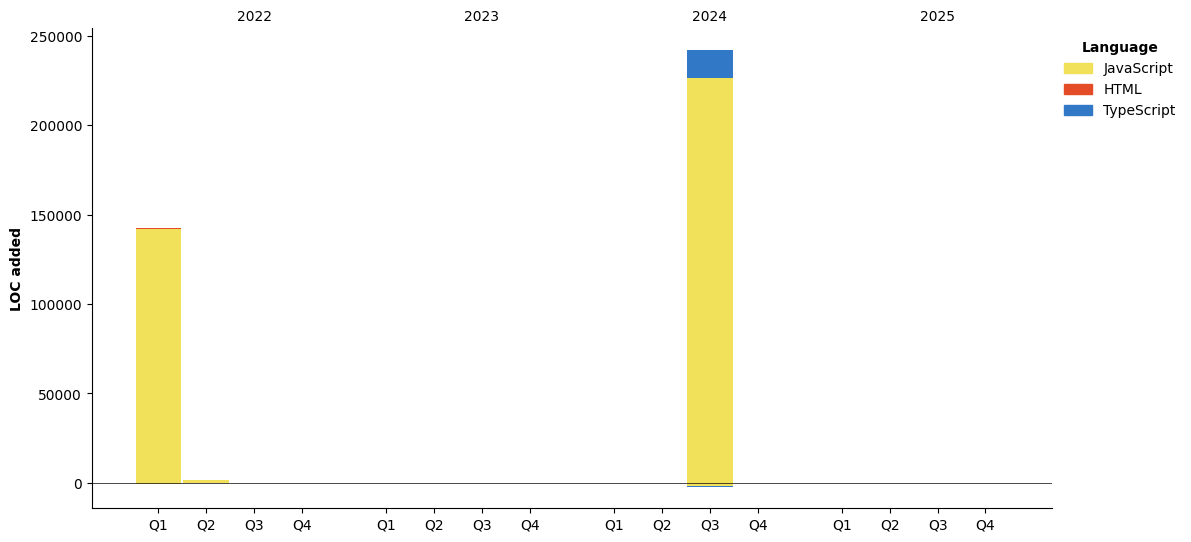 2022 2023 2024 2025
250000
Language
JavaScript
HTML
TypeScript
200000
150000
LOC added
100000
50000
0
Q1 Q2 Q3 Q4 Q1 Q2 Q3 Q4 Q1 Q2 Q3 Q4 Q1 Q2 Q3 Q4